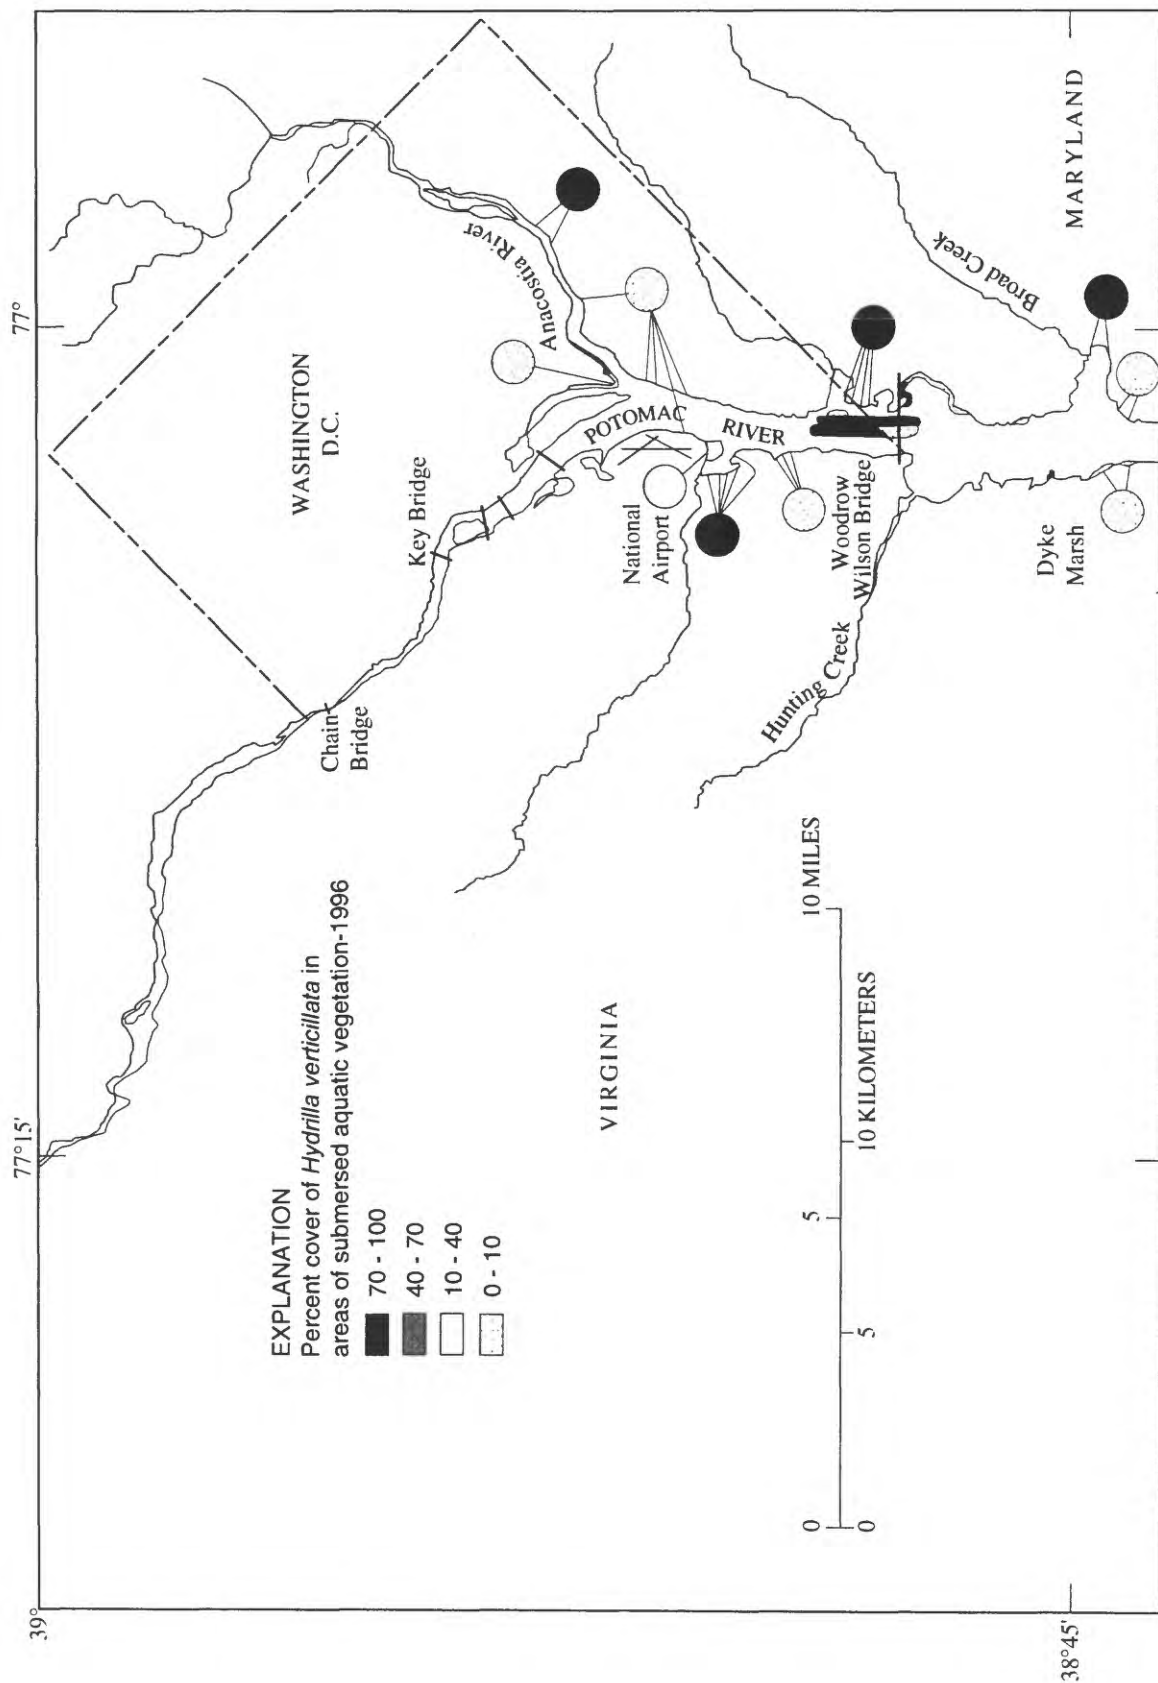 39°
77°15'
77°
38°45'
WASHINGTON
D.C.
Key Bridge
Chain
Bridge
Anacostia River
POTOMAC
RIVER
National
Airport
Woodrow
Wilson Bridge
Hunting Creek
Broad Creek
Dyke
Marsh
MARYLAND
VIRGINIA
EXPLANATION
Percent cover of Hydrilla verticillata in
areas of submersed aquatic vegetation-1996
70 - 100
40 - 70
10 - 40
0 - 10
0 5 10 MILES
0 5 10 KILOMETERS